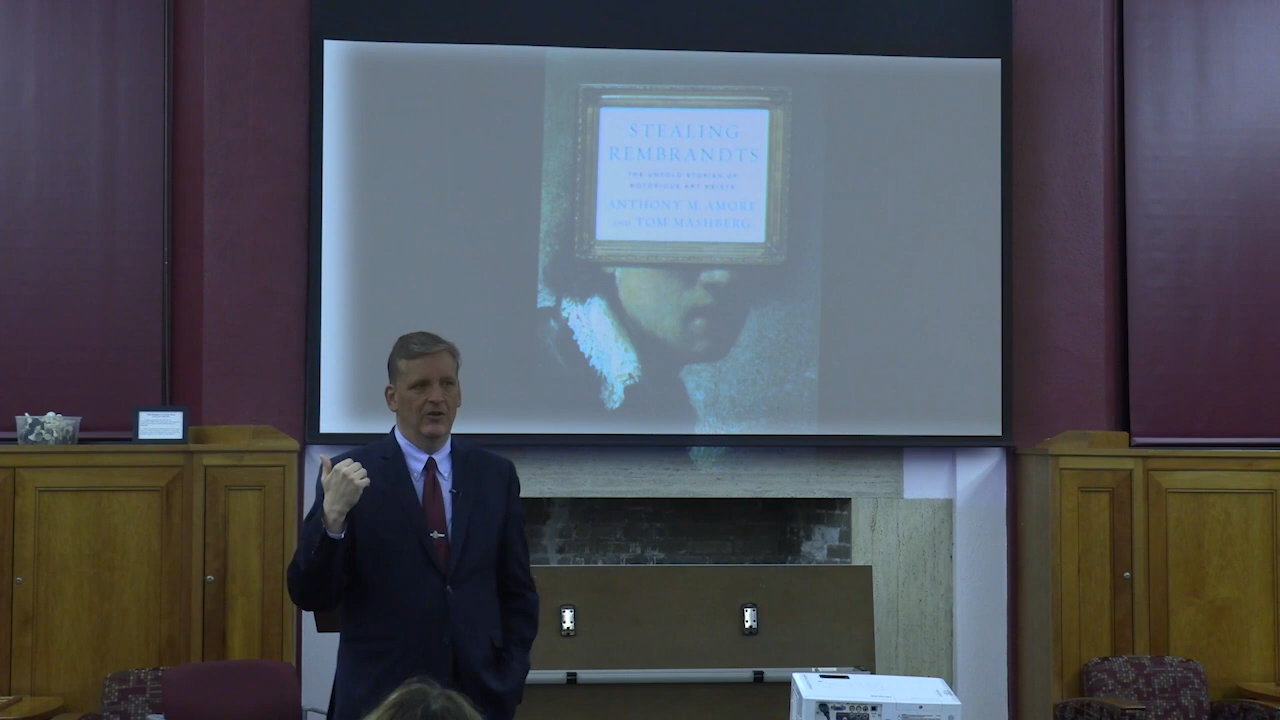 STEALING
REMBRANDTS
THE UNTOLD STORIES OF
NOTORIOUS ART HEISTS
ANTHONY M. AMORE
AND TOM MASHBERG